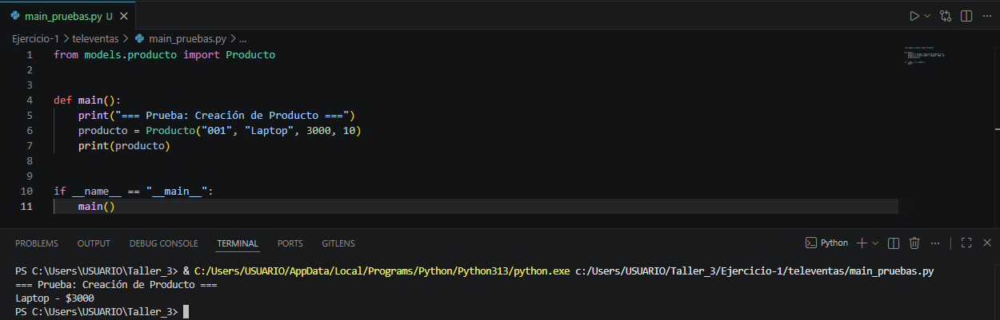 main_pruebas.py U
Ejercicio-1 > televentas > main_pruebas.py > ...
1 from models.producto import Producto
2
3
4 def main():
5 print("=== Prueba: Creación de Producto ===")
6 producto = Producto("001", "Laptop", 3000, 10)
7 print(producto)
8
9
10 if __name__ == "__main__":
11 main()
PROBLEMS OUTPUT DEBUG CONSOLE TERMINAL PORTS GITLENS Python
PS C:\Users\USUARIO\Taller_3> & C:/Users/USUARIO/AppData/Local/Programs/Python/Python313/python.exe c:/Users/USUARIO/Taller_3/Ejercicio-1/televentas/main_pruebas.py
=== Prueba: Creación de Producto ===
Laptop - $3000
PS C:\Users\USUARIO\Taller_3>